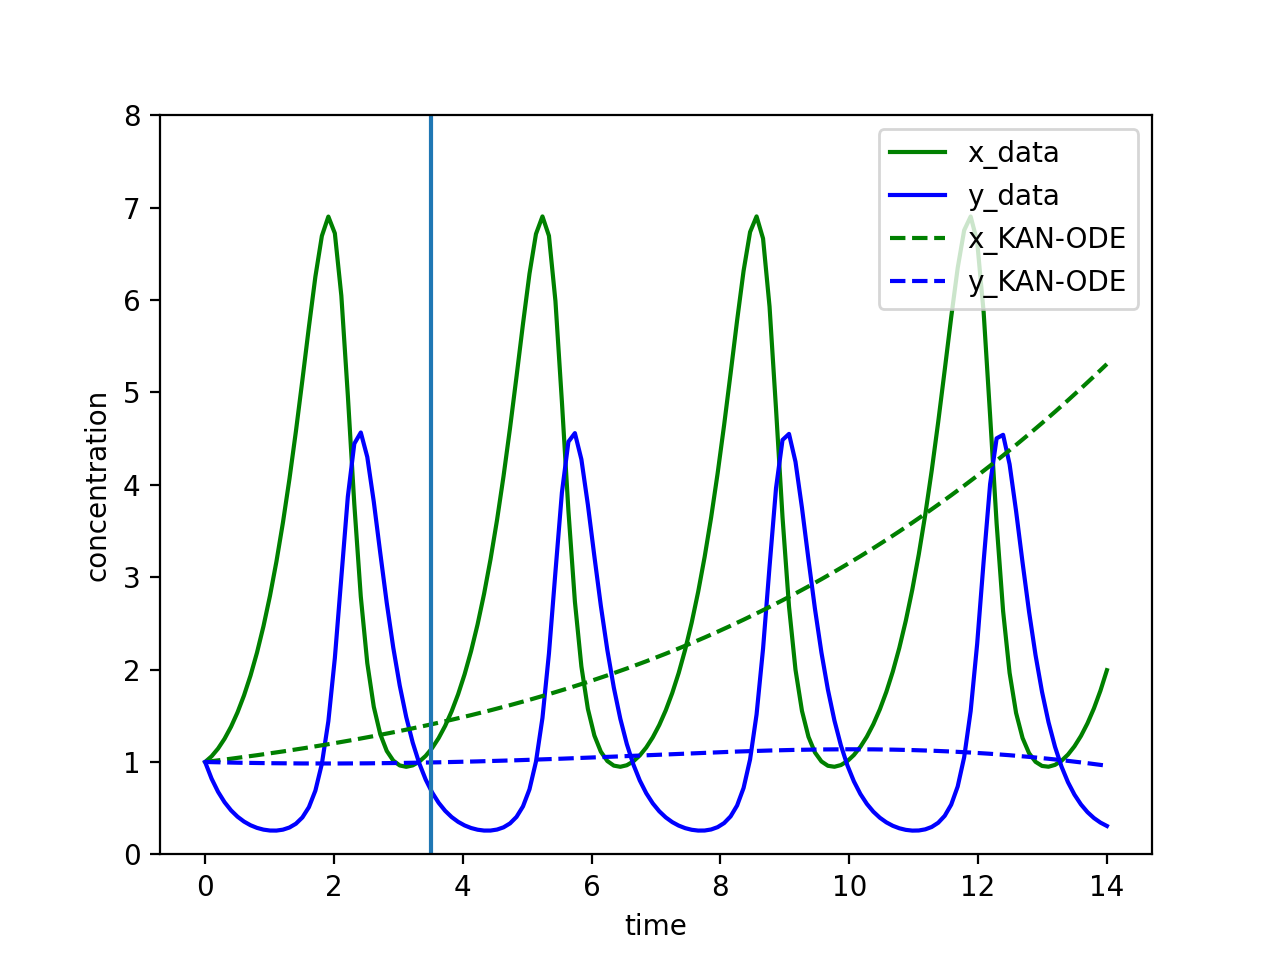 8
7
6
5
4
3
2
1
0
concentration
x_data
y_data
x_KAN-ODE
y_KAN-ODE
0 2 4 6 8 10 12 14
time